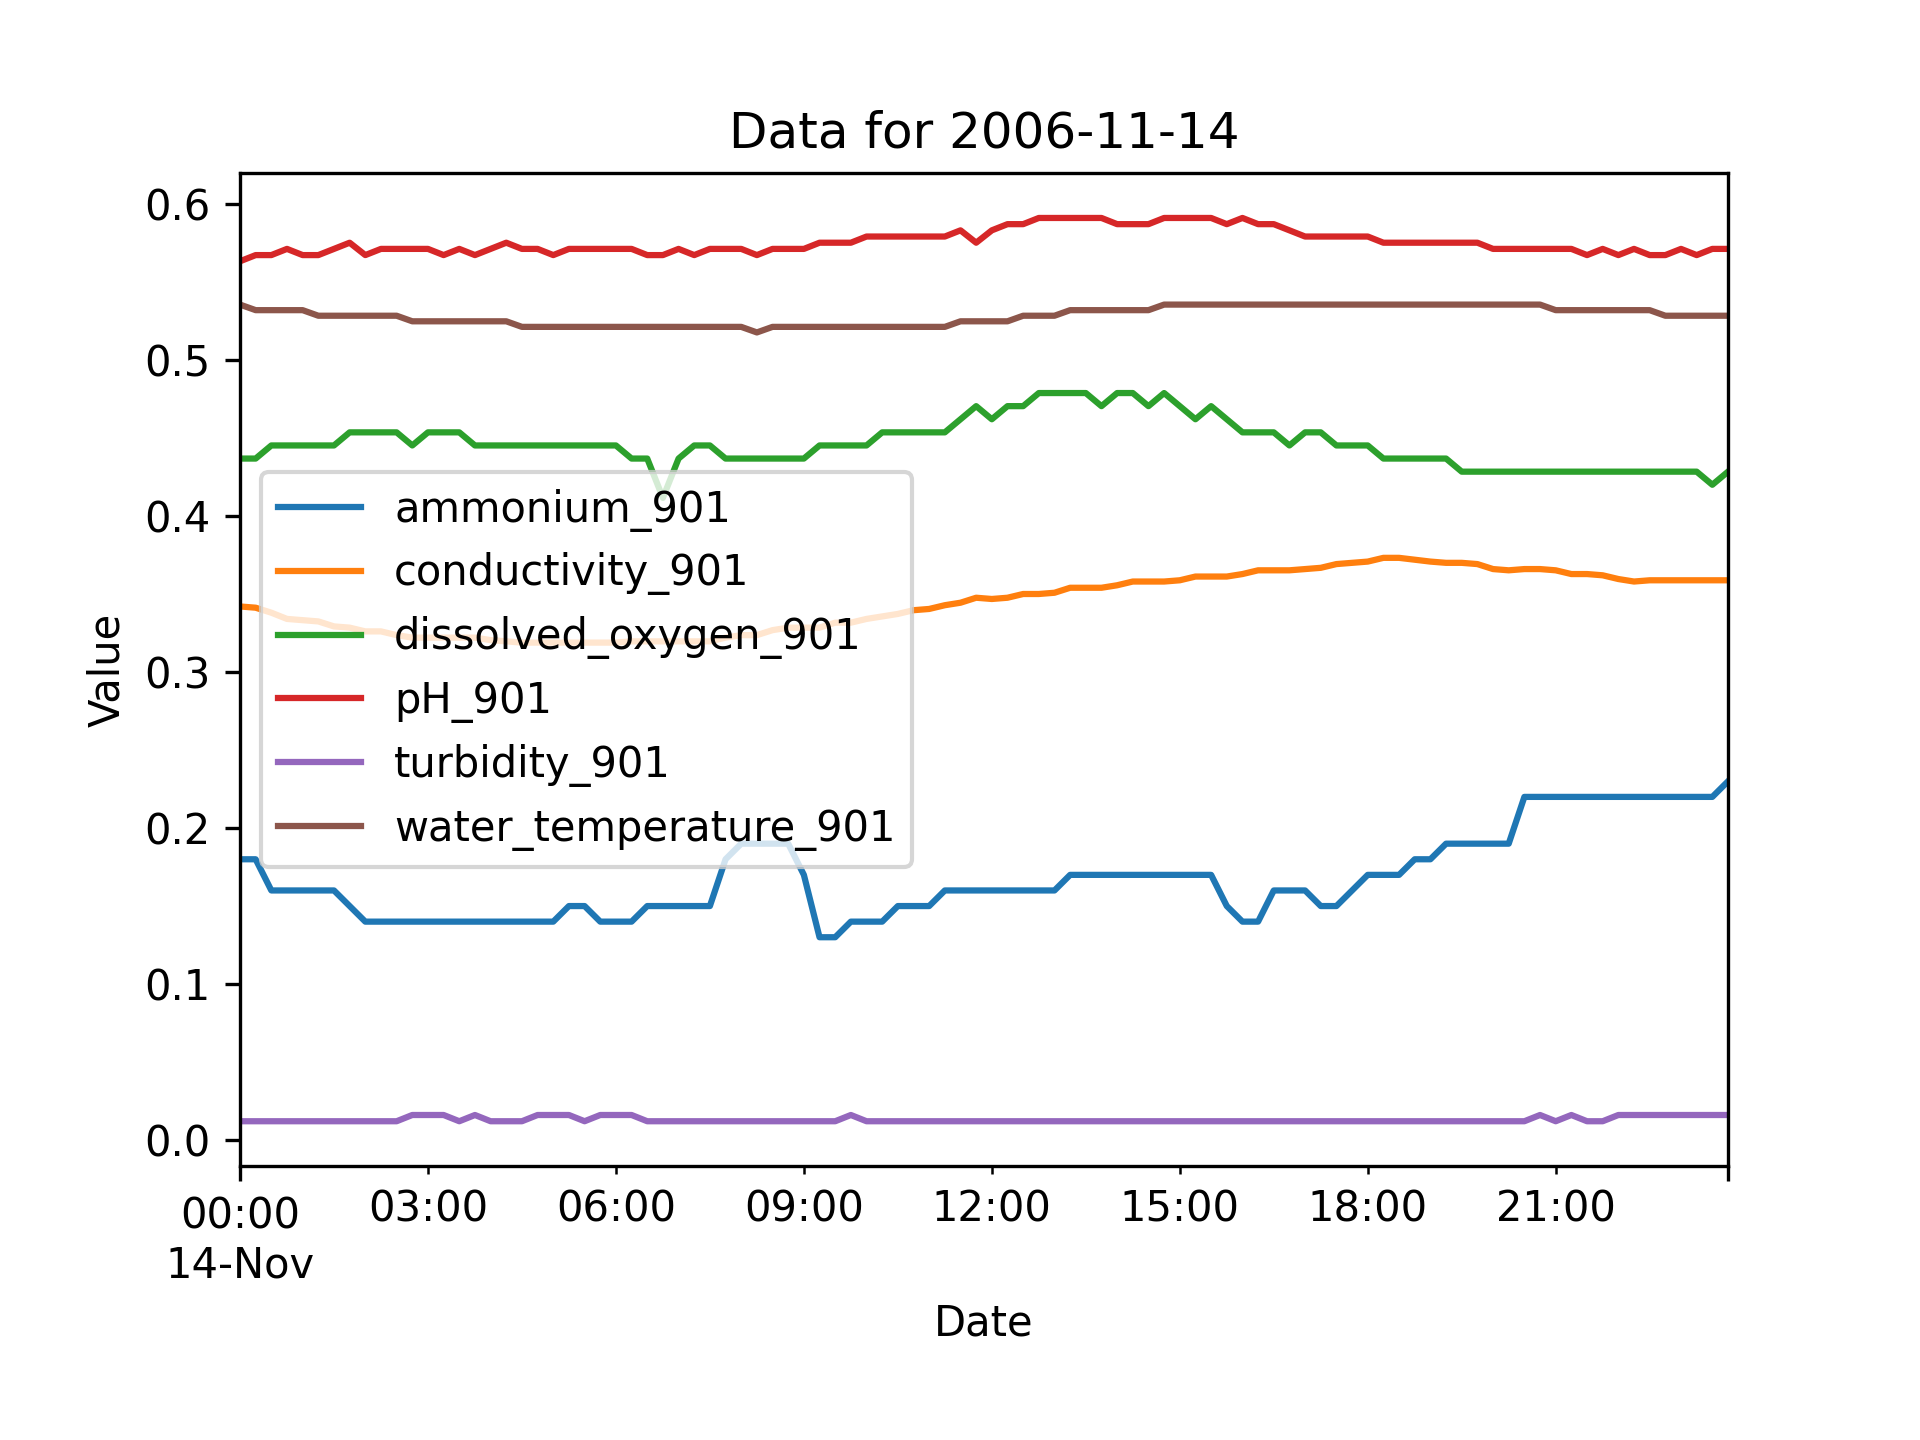 Data for 2006-11-14
Value
0.6
0.5
0.4
0.3
0.2
0.1
0.0
ammonium_901
conductivity_901
dissolved_oxygen_901
pH_901
turbidity_901
water_temperature_901
00:00 03:00 06:00 09:00 12:00 15:00 18:00 21:00
14-Nov
Date